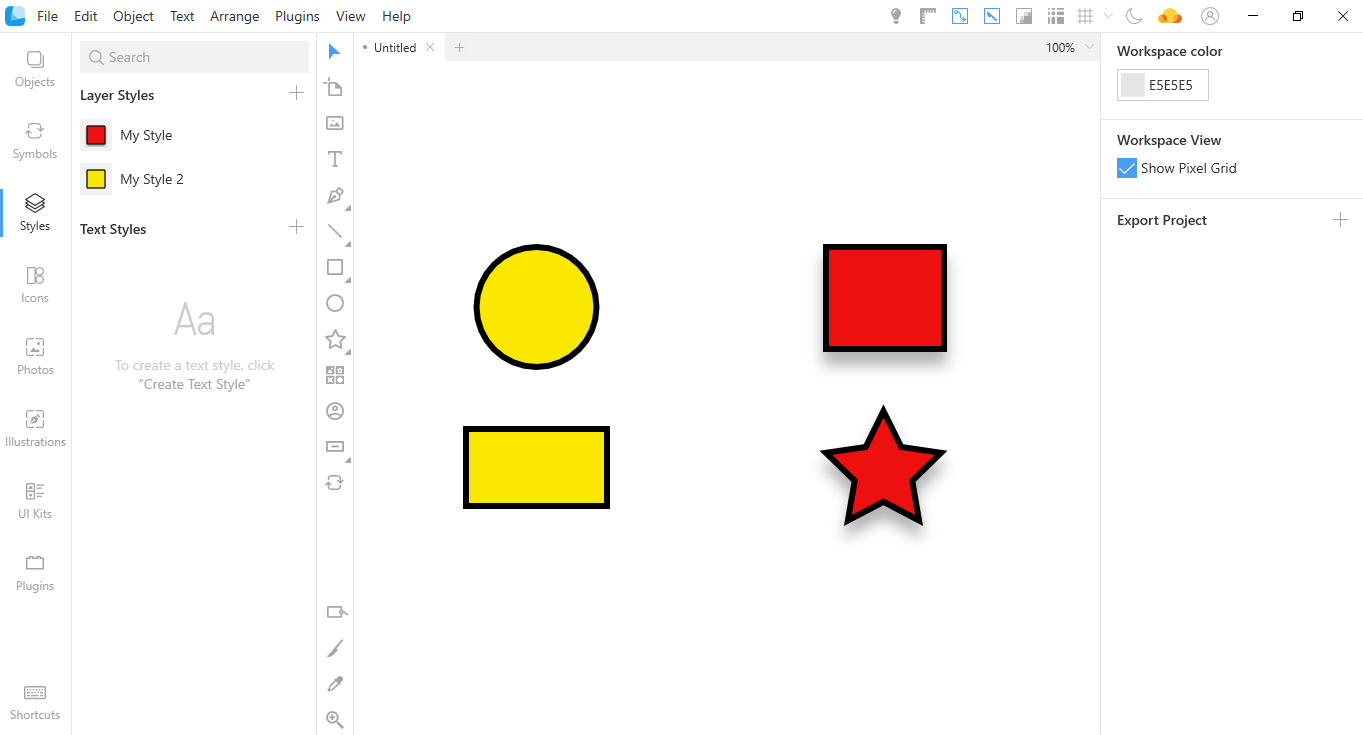 File Edit Object Text Arrange Plugins View Help
Objects
Symbols
Styles
Icons
Photos
Illustrations
UI Kits
Plugins
Shortcuts
Search
Layer Styles
My Style
My Style 2
Text Styles
Aa
To create a text style, click
“Create Text Style”
Untitled
100%
Workspace color
E5E5E5
Workspace View
Show Pixel Grid
Export Project